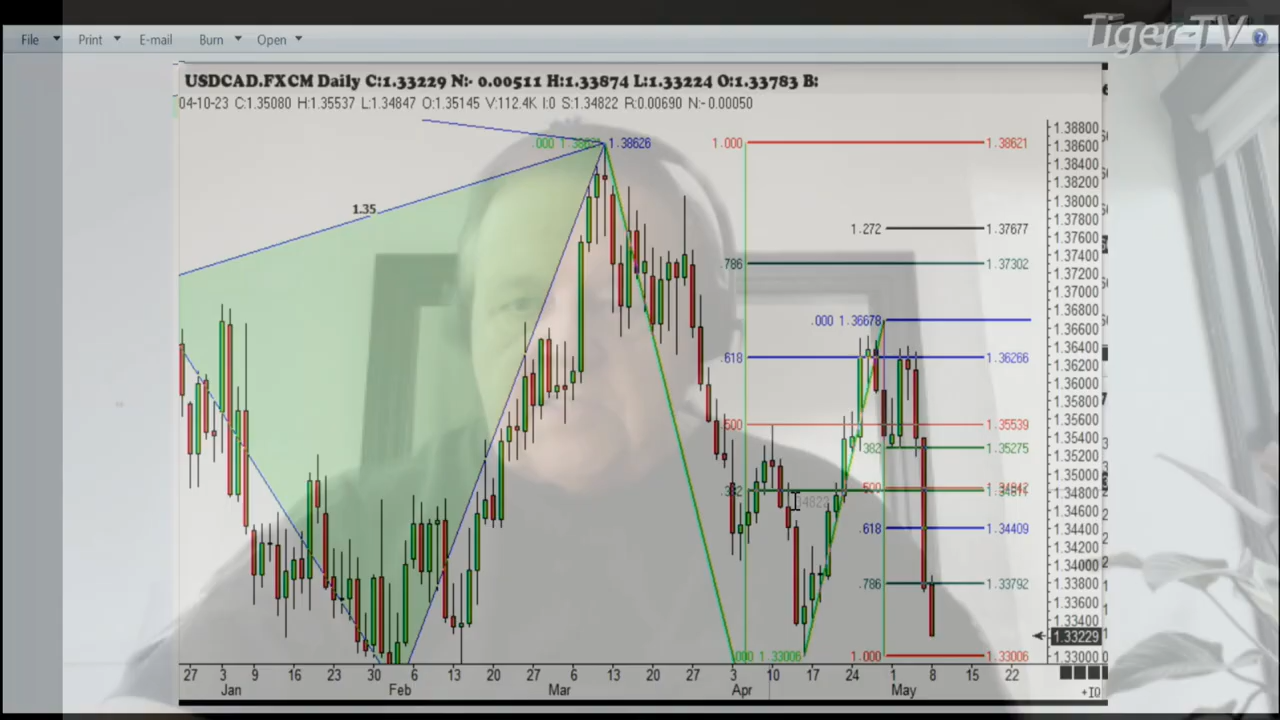 Tiger-TV
File Print E-mail Burn Open
USDCAD.FXCM Daily C:1.33229 N:- 0.00511 H:1.33874 L:1.33224 O:1.33783 B:
04-10-23 C:1.35080 H:1.35537 L:1.34847 O:1.35145 V:112.4K I:0 S:1.34822 R:0.00690 N:-0.00050
1.38800
.000 1.38626 1.000 1.38621 1.38600
1.38400
1.38200
1.35 1.38000
1.37800
1.272 1.37677 1.37600
1.37400
.786 1.37302 1.37200
1.37000
1.36800
.000 1.36678 1.36600
1.36400
.618 1.36266 1.36200
1.36000
1.35800
1.35600
.500 1.35539 1.35400
.382 1.35275 1.35200
1.35000
.382 .500 1.34800
.34822 1.34600
.618 1.34409 1.34400
1.34200
1.34000
.786 1.33792 1.33800
1.33600
1.33400
1.33229
.000 1.33006 1.000 1.33006 1.33000
27 3 9 16 23 30 6 13 20 27 6 13 20 27 3 10 17 24 1 8 15 22
Jan Feb Mar Apr May +10